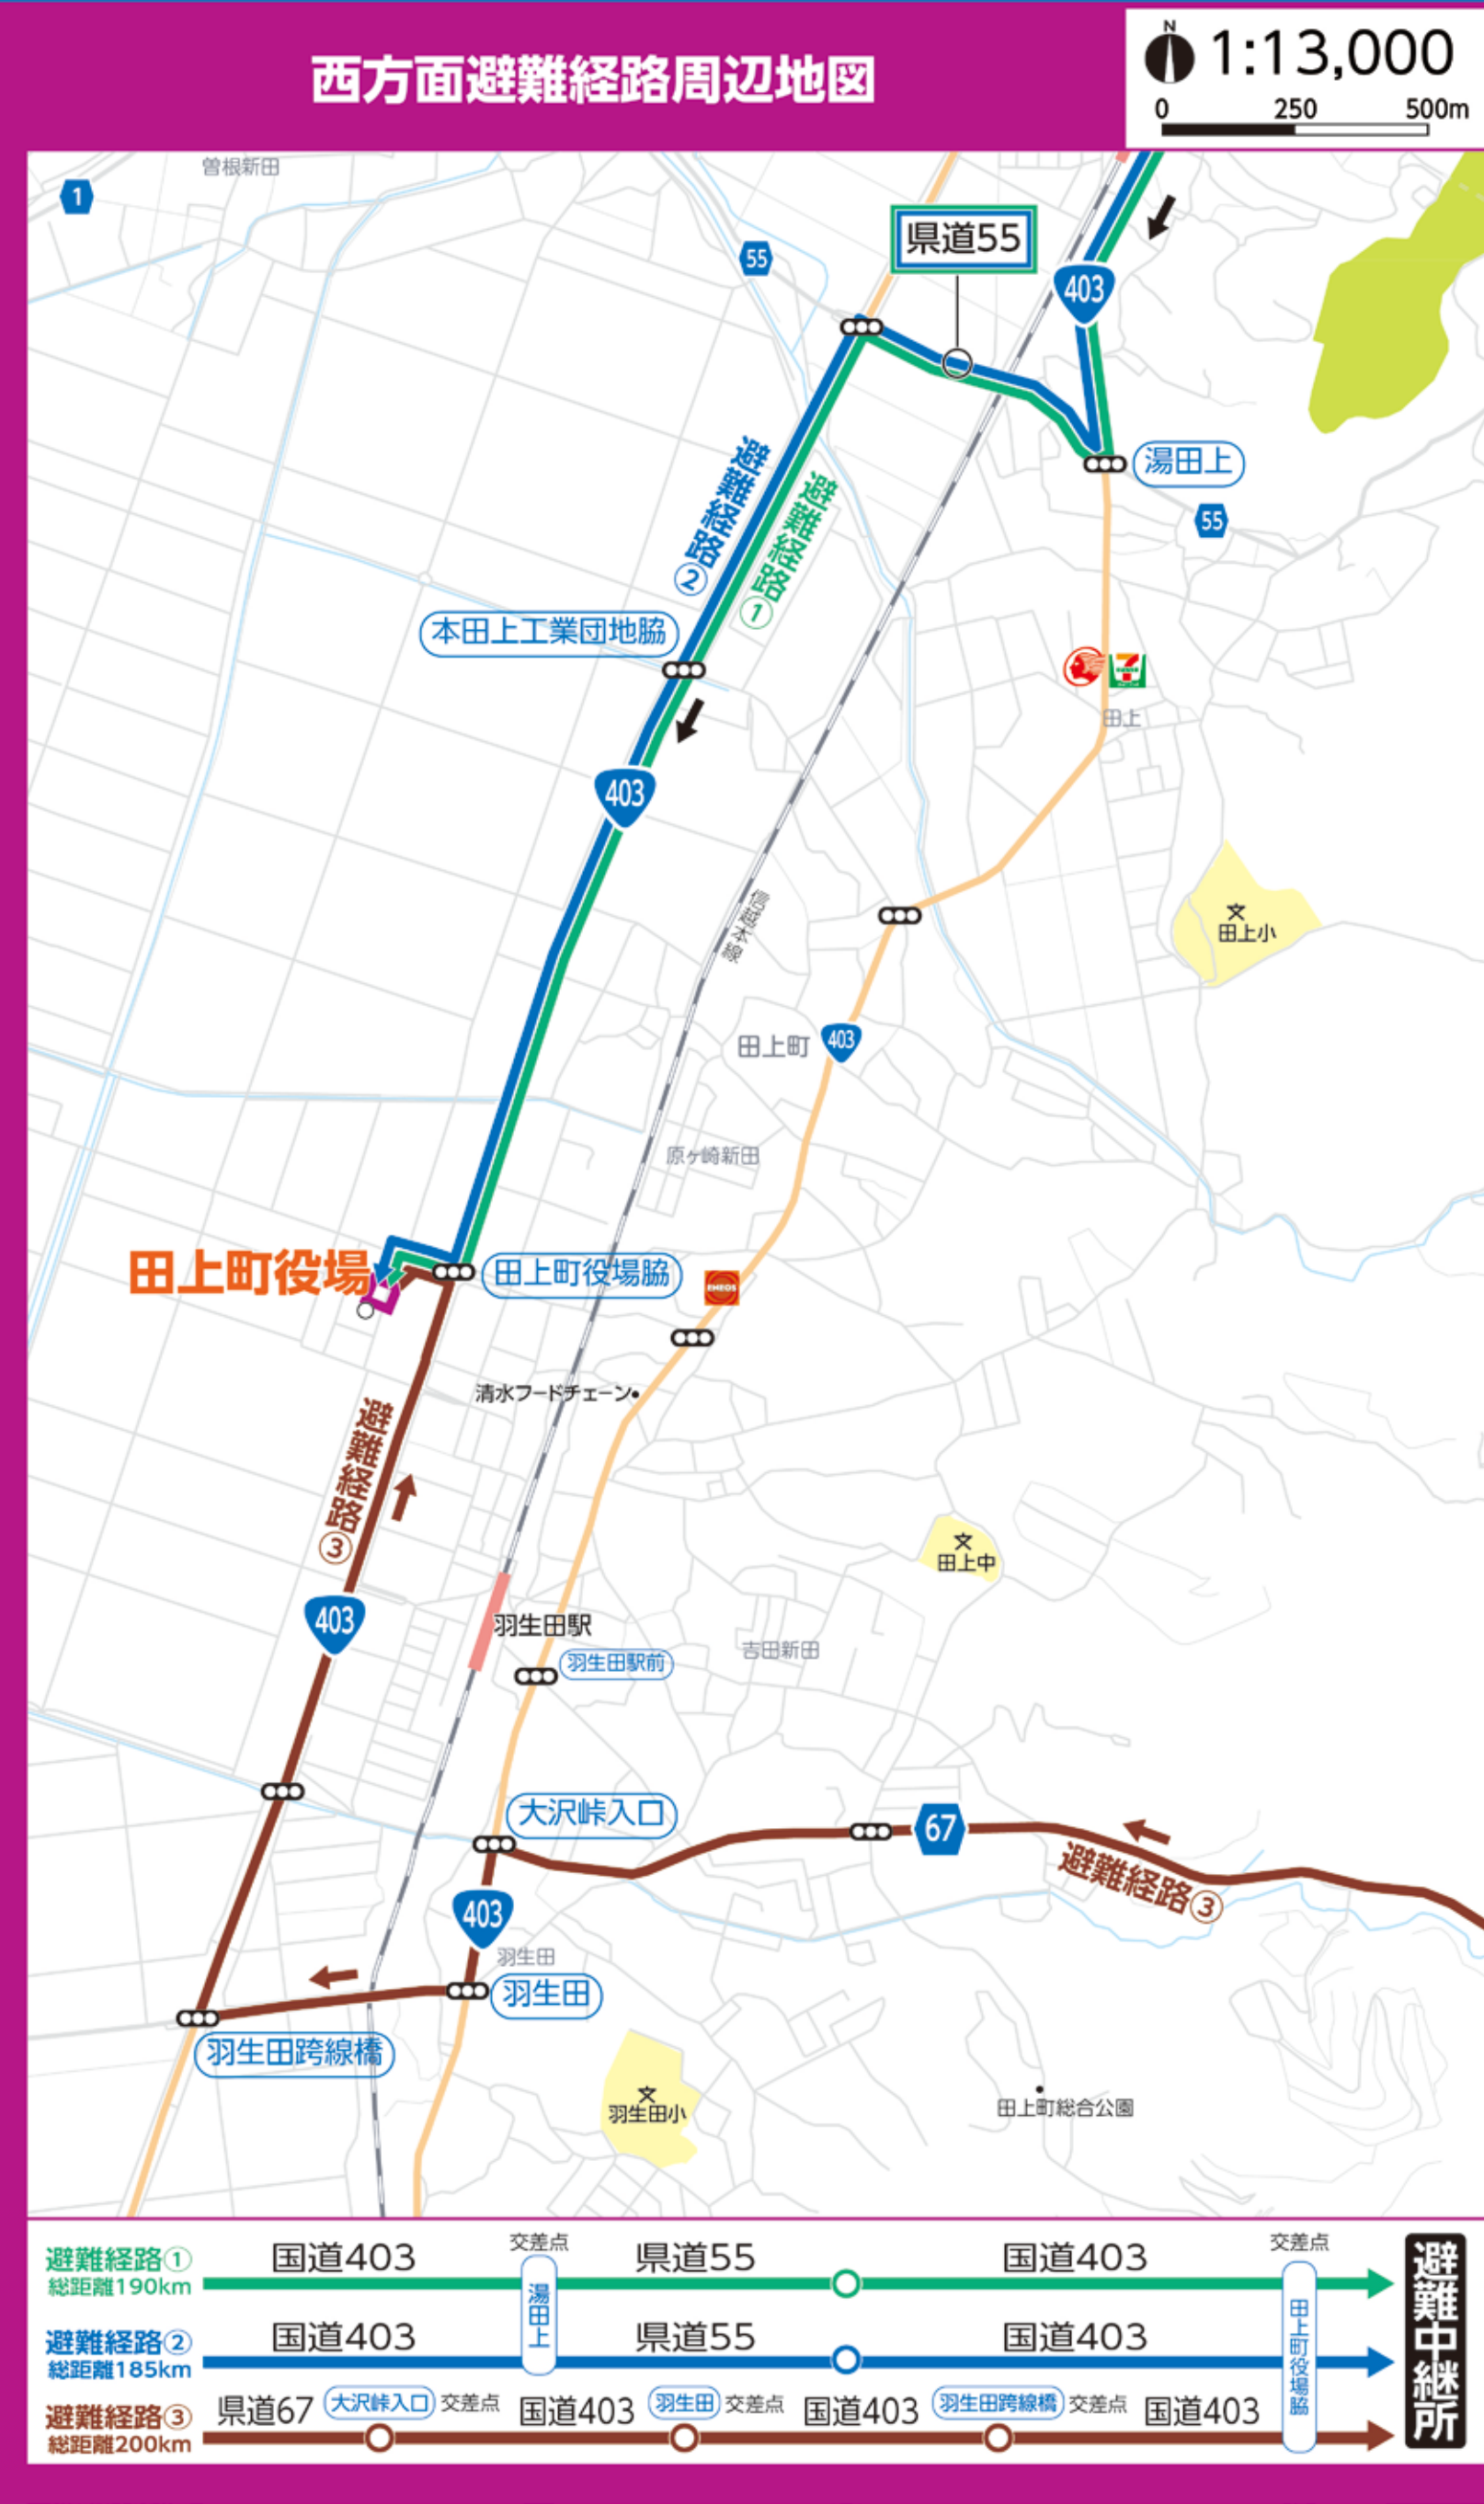 西方面避難経路周辺地図
N
1:13,000
0 250 500m
曽根新田
1
55
県道55
403
湯田上
55
避難経路②
避難経路①
本田上工業団地脇
403
田上
信越本線
文
田上小
田上町
403
原ヶ崎新田
田上町役場
田上町役場脇
ENEOS
清水フードチェーン
避難経路③
文
田上中
403
羽生田駅
羽生田駅前
吉田新田
大沢峠入口
67
避難経路③
403
羽生田
羽生田
羽生田跨線橋
文
羽生田小
田上町総合公園
避難経路①
総距離190km
国道403
交差点
湯田上
県道55
国道403
交差点
田上町役場脇
避難経路②
総距離185km
国道403
県道55
国道403
避難経路③
総距離200km
県道67 大沢峠入口 交差点 国道403 羽生田 交差点 国道403 羽生田跨線橋 交差点 国道403
避難中継所